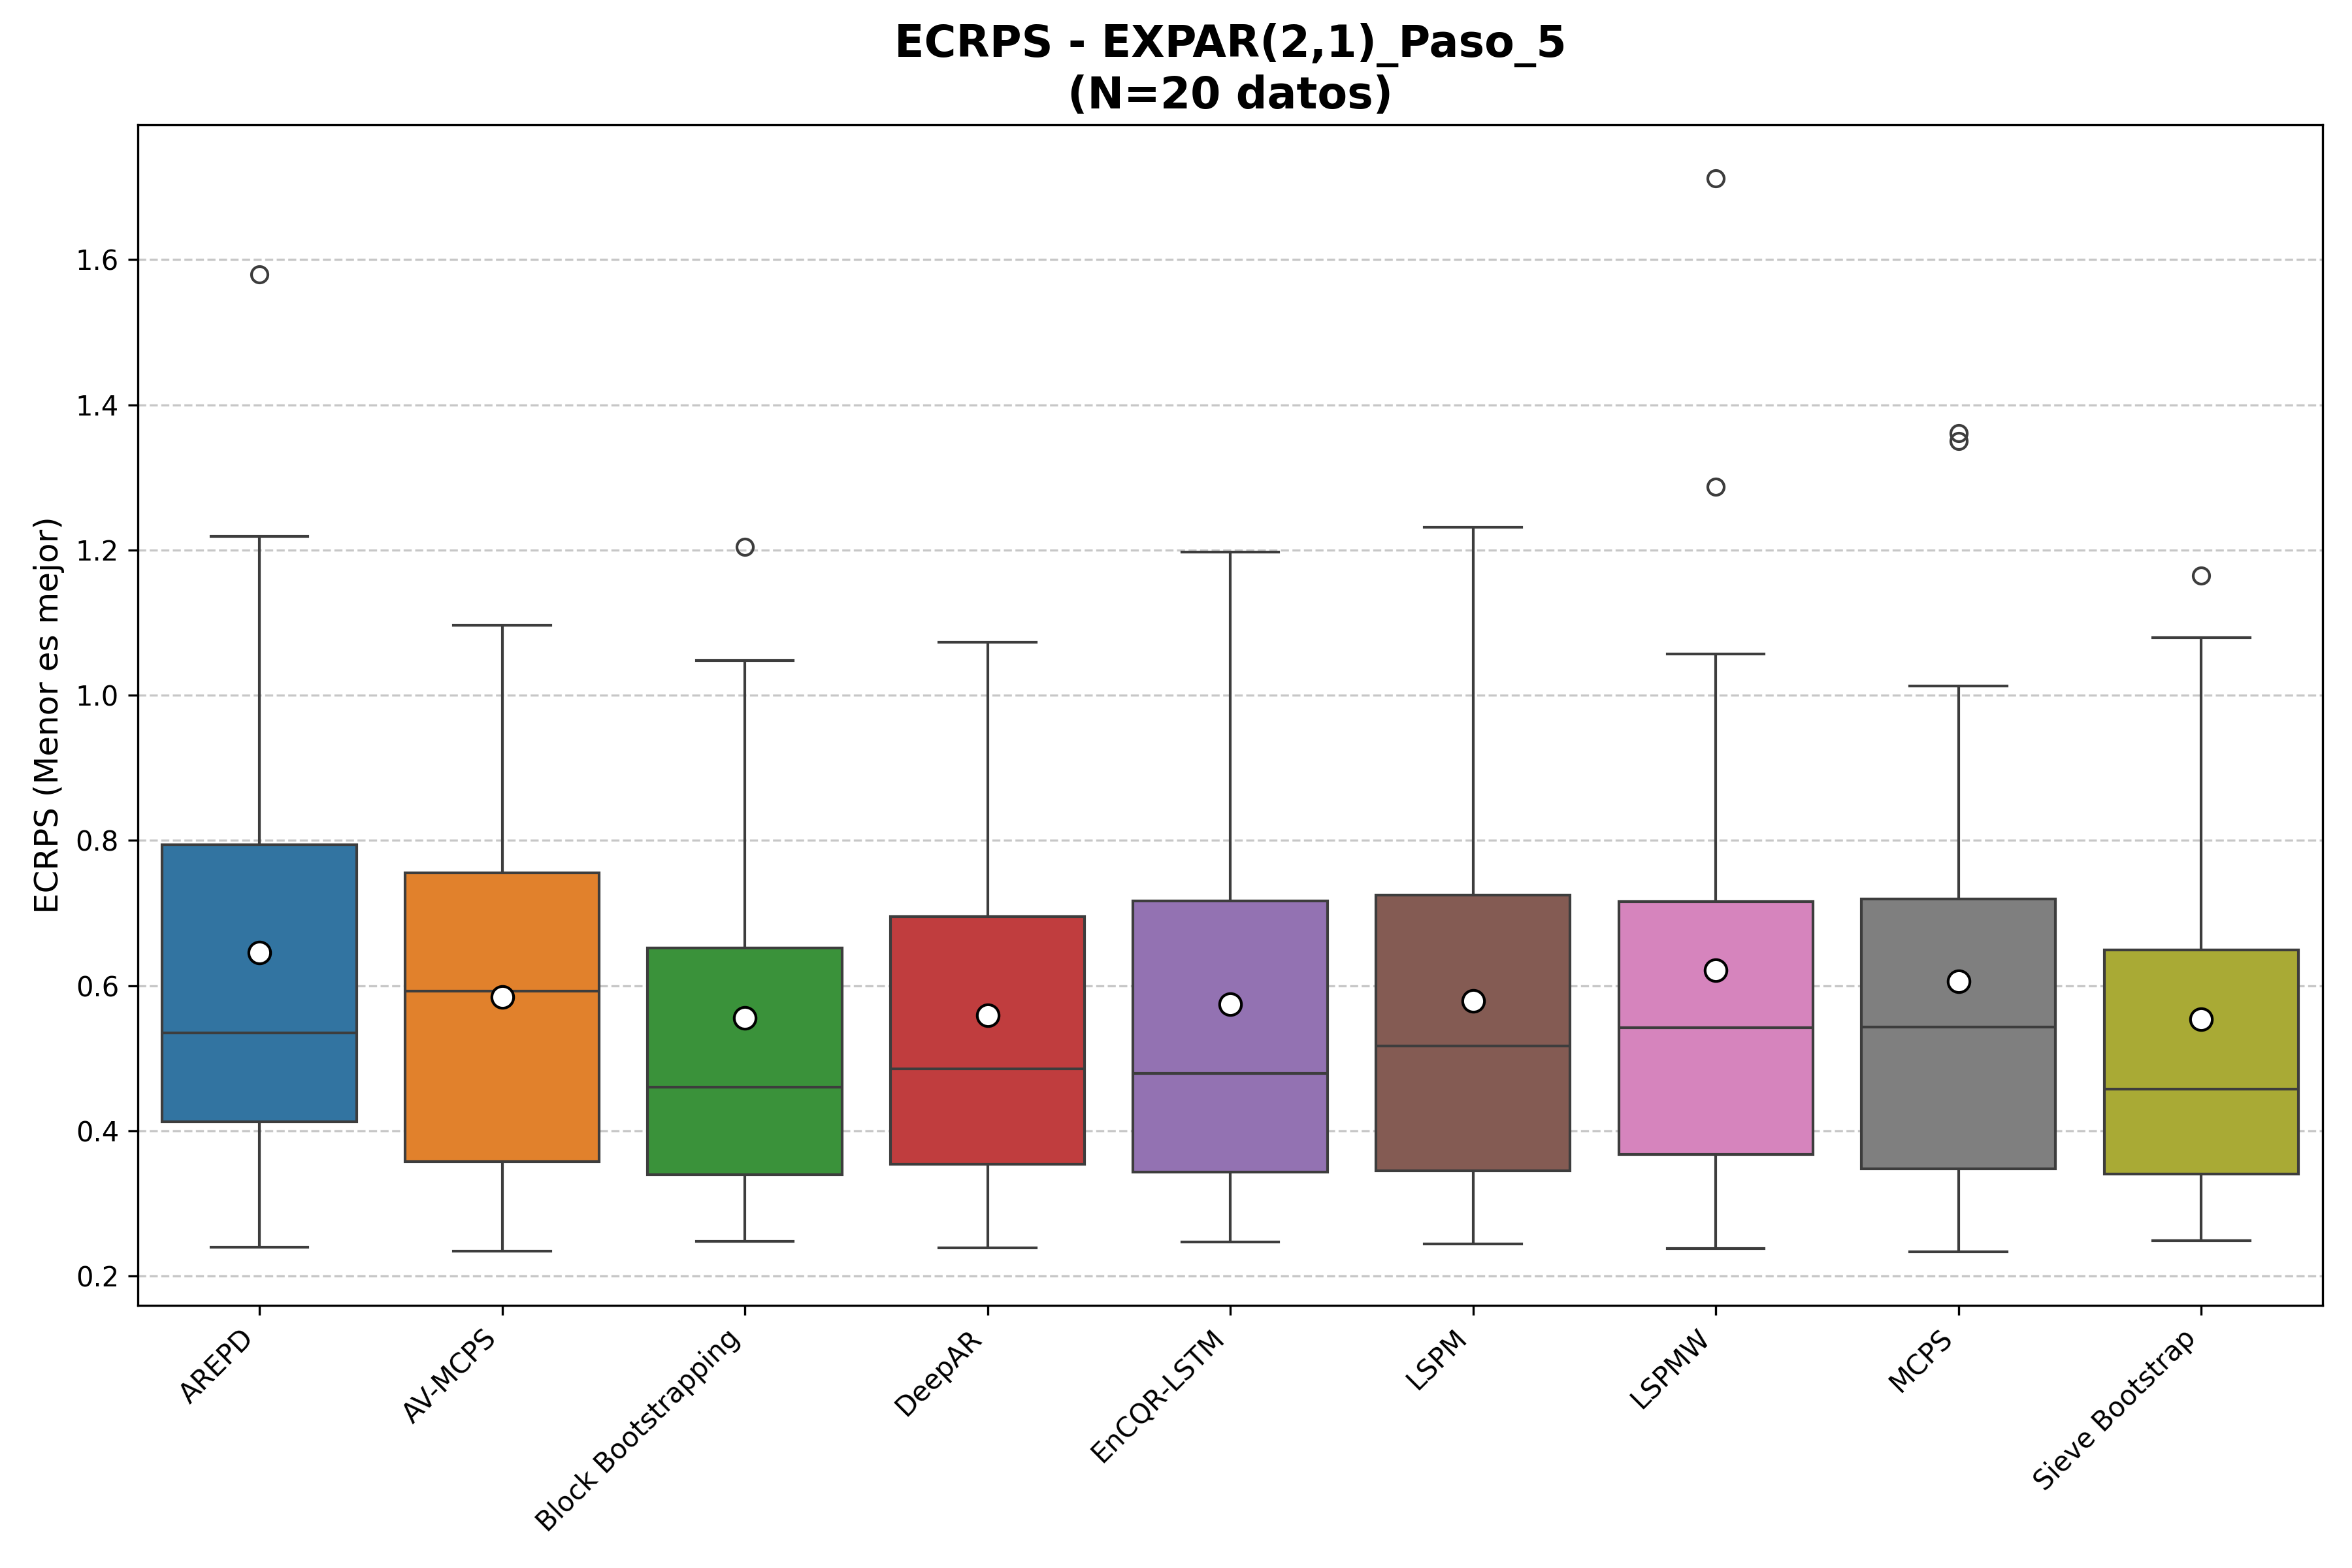 ECRPS - EXPAR(2,1)_Paso_5
(N=20 datos)
ECRPS (Menor es mejor)
1.6
1.4
1.2
1.0
0.8
0.6
0.4
0.2
AREPD
AV-MCPS
Block Bootstrapping
DeepAR
EnCQR-LSTM
LSPM
LSPMW
MCPS
Sieve Bootstrap